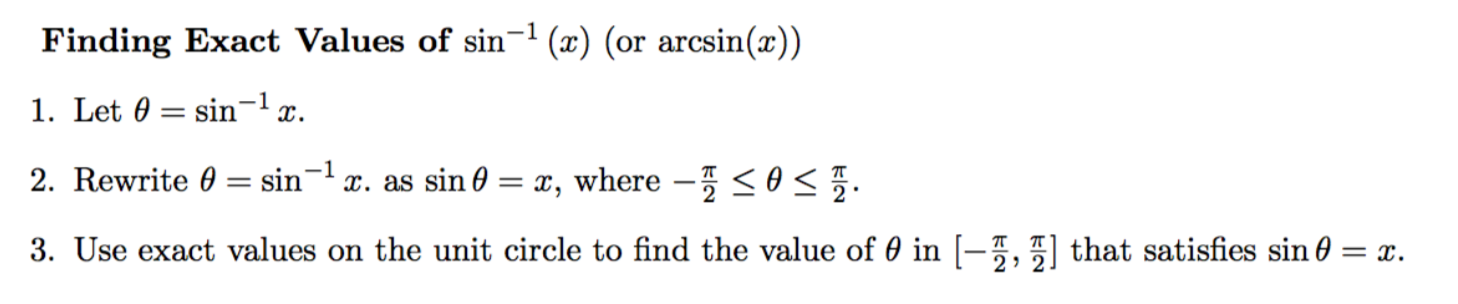 Finding Exact Values of sin⁻¹ (x) (or arcsin(x))
1. Let θ = sin⁻¹ x.
2. Rewrite θ = sin⁻¹ x. as sin θ = x, where −π/2 ≤ θ ≤ π/2.
3. Use exact values on the unit circle to find the value of θ in [−π/2, π/2] that satisfies sin θ = x.